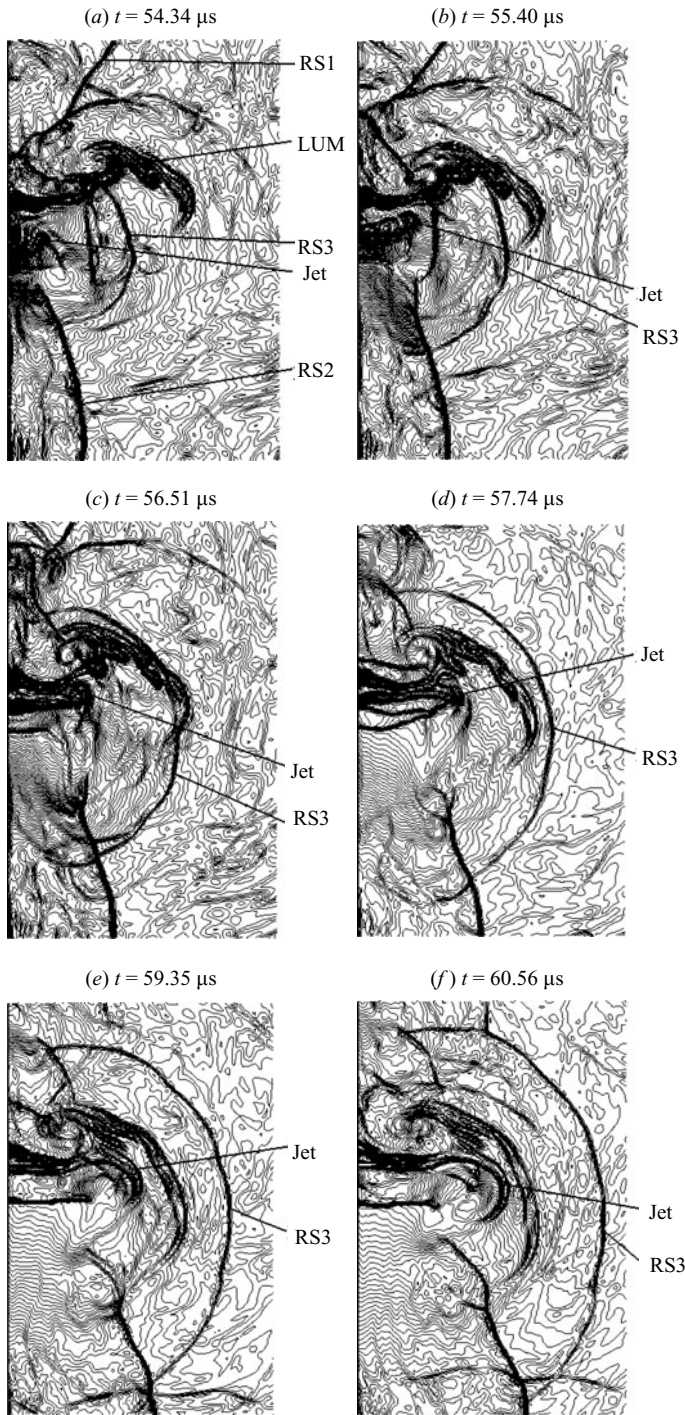 (a) t = 54.34 μs
(b) t = 55.40 μs
RS1
LUM
RS3
Jet
RS2
Jet
RS3
(c) t = 56.51 μs
(d) t = 57.74 μs
Jet
RS3
Jet
RS3
(e) t = 59.35 μs
(f) t = 60.56 μs
Jet
RS3
Jet
RS3